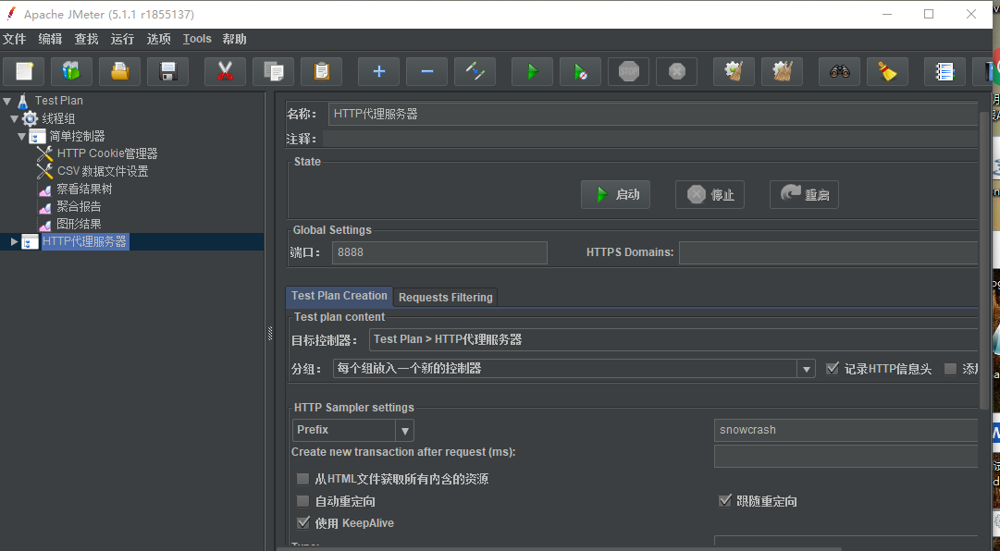 Apache JMeter (5.1.1 r1855137)
文件 编辑 查找 运行 选项 Tools 帮助
STOP
Test Plan
线程组
简单控制器
HTTP Cookie管理器
CSV 数据文件设置
察看结果树
聚合报告
图形结果
HTTP代理服务器
名称： HTTP代理服务器
注释：
State
启动 停止 重启
Global Settings
端口： 8888 HTTPS Domains:
Test Plan Creation Requests Filtering
Test plan content
目标控制器： Test Plan > HTTP代理服务器
分组： 每个组放入一个新的控制器 记录HTTP信息头
HTTP Sampler settings
Prefix snowcrash
Create new transaction after request (ms):
从HTML文件获取所有内含的资源
自动重定向 跟随重定向
使用 KeepAlive